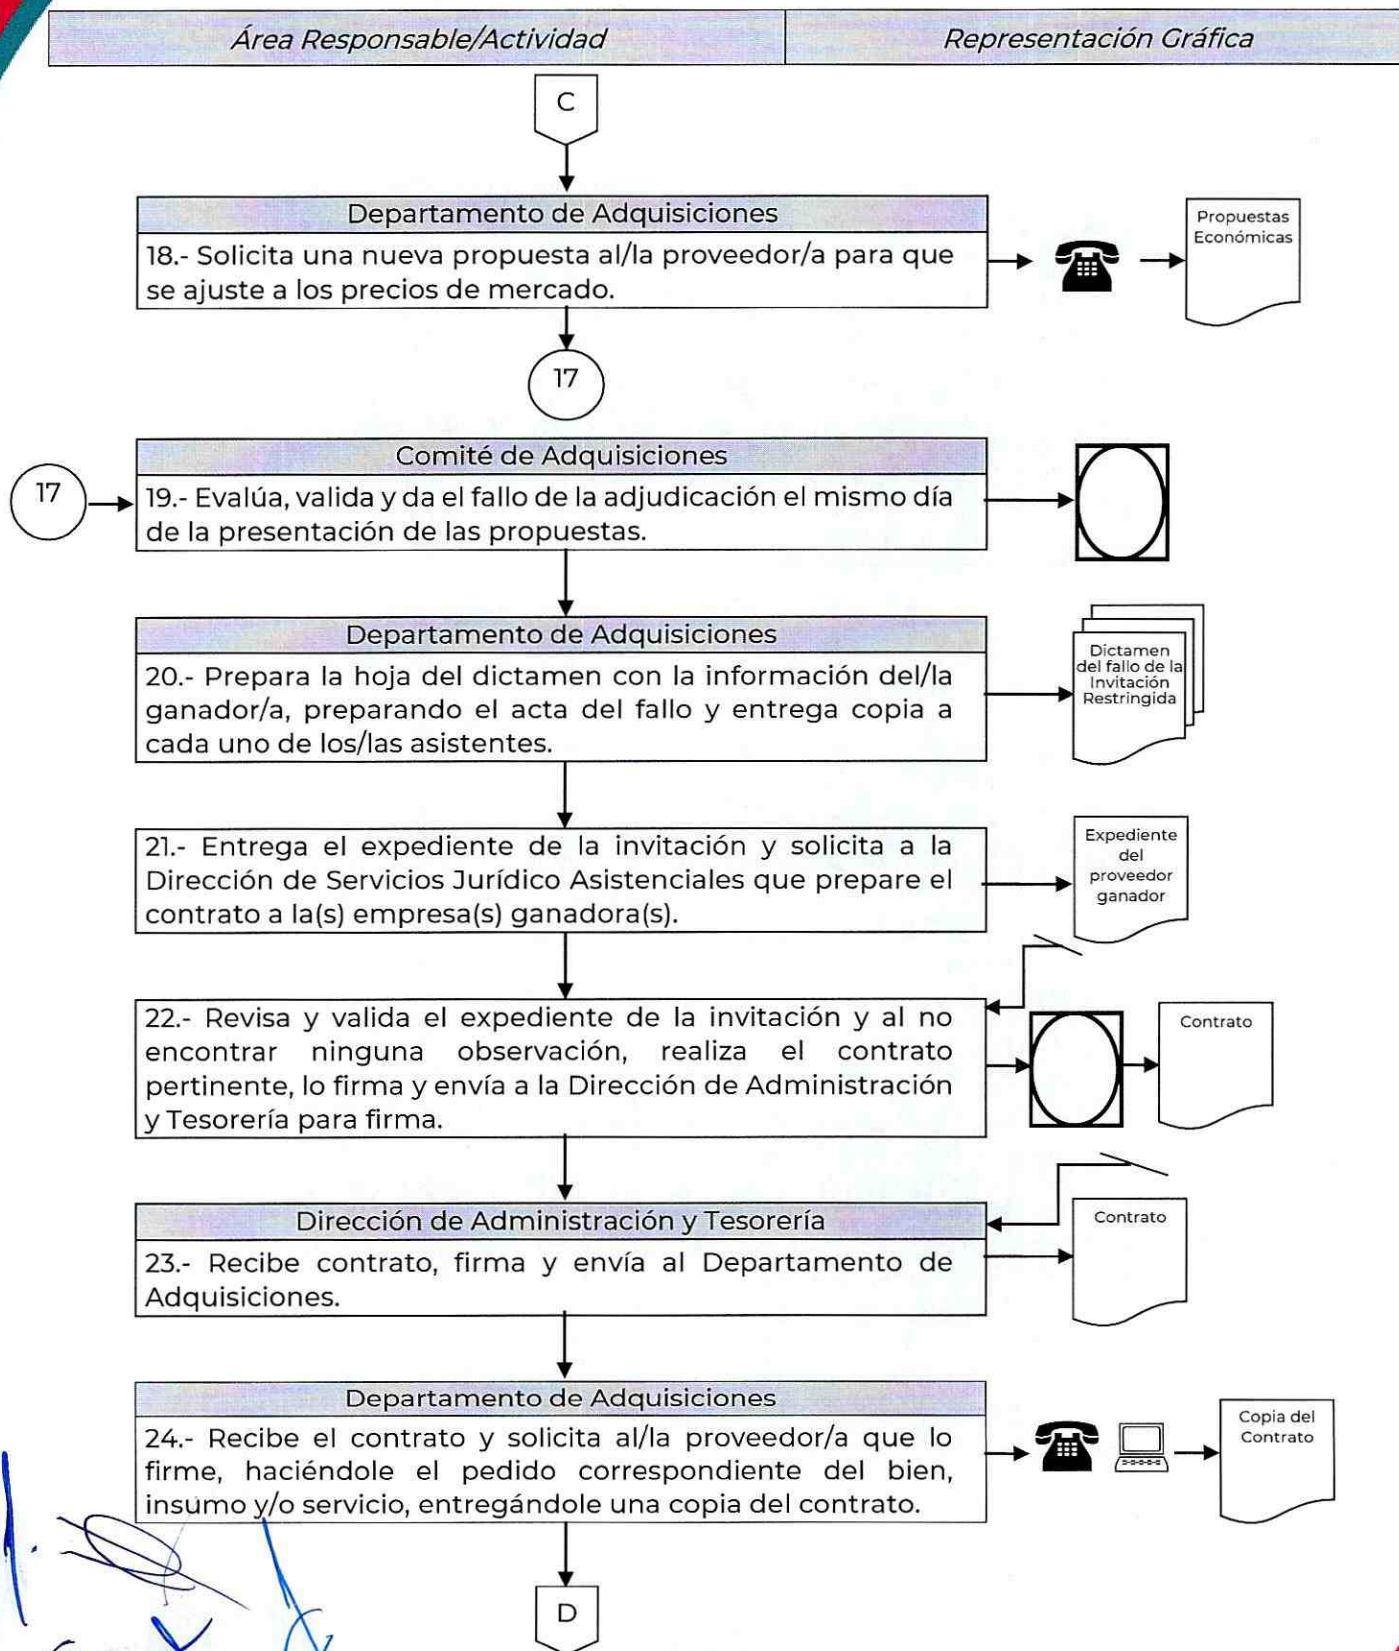 Área Responsable/Actividad
Representación Gráfica
C
Departamento de Adquisiciones
18.- Solicita una nueva propuesta al/la proveedor/a para que
se ajuste a los precios de mercado.
Propuestas
Económicas
17
Comité de Adquisiciones
17
19.- Evalúa, valida y da el fallo de la adjudicación el mismo día
de la presentación de las propuestas.
Departamento de Adquisiciones
20.- Prepara la hoja del dictamen con la información del/la
ganador/a, preparando el acta del fallo y entrega copia a
cada uno de los/las asistentes.
Dictamen
del fallo de la
Invitación
Restringida
21.- Entrega el expediente de la invitación y solicita a la
Dirección de Servicios Jurídico Asistenciales que prepare el
contrato a la(s) empresa(s) ganadora(s).
Expediente
del
proveedor
ganador
22.- Revisa y valida el expediente de la invitación y al no
encontrar ninguna observación, realiza el contrato
pertinente, lo firma y envía a la Dirección de Administración
y Tesorería para firma.
Contrato
Dirección de Administración y Tesorería
23.- Recibe contrato, firma y envía al Departamento de
Adquisiciones.
Contrato
Departamento de Adquisiciones
24.- Recibe el contrato y solicita al/la proveedor/a que lo
firme, haciéndole el pedido correspondiente del bien,
insumo y/o servicio, entregándole una copia del contrato.
Copia del
Contrato
D